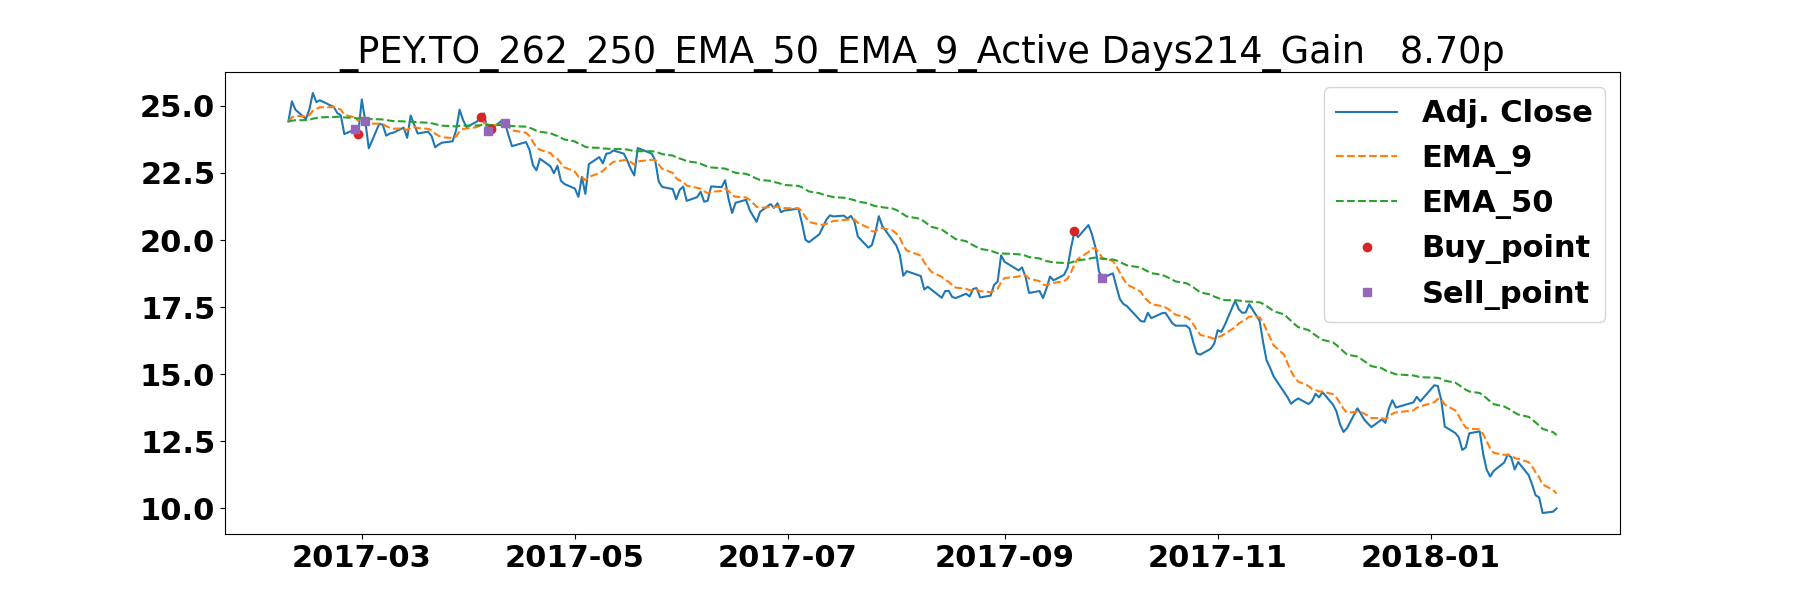 _PEY.TO_262_250_EMA_50_EMA_9_Active Days214_Gain   8.70p
25.0
22.5
20.0
17.5
15.0
12.5
10.0
Adj. Close
EMA_9
EMA_50
Buy_point
Sell_point
2017-03 2017-05 2017-07 2017-09 2017-11 2018-01